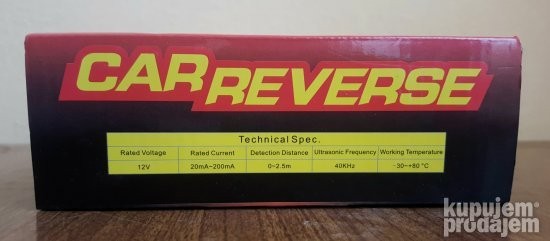 CAR REVERSE
Technical Spec.
Rated Voltage Rated Current Detection Distance Ultrasonic Frequency Working Temperature
12V 20mA~200mA 0~2.5m 40KHz -30~+80 °C
kupujem
prodajem